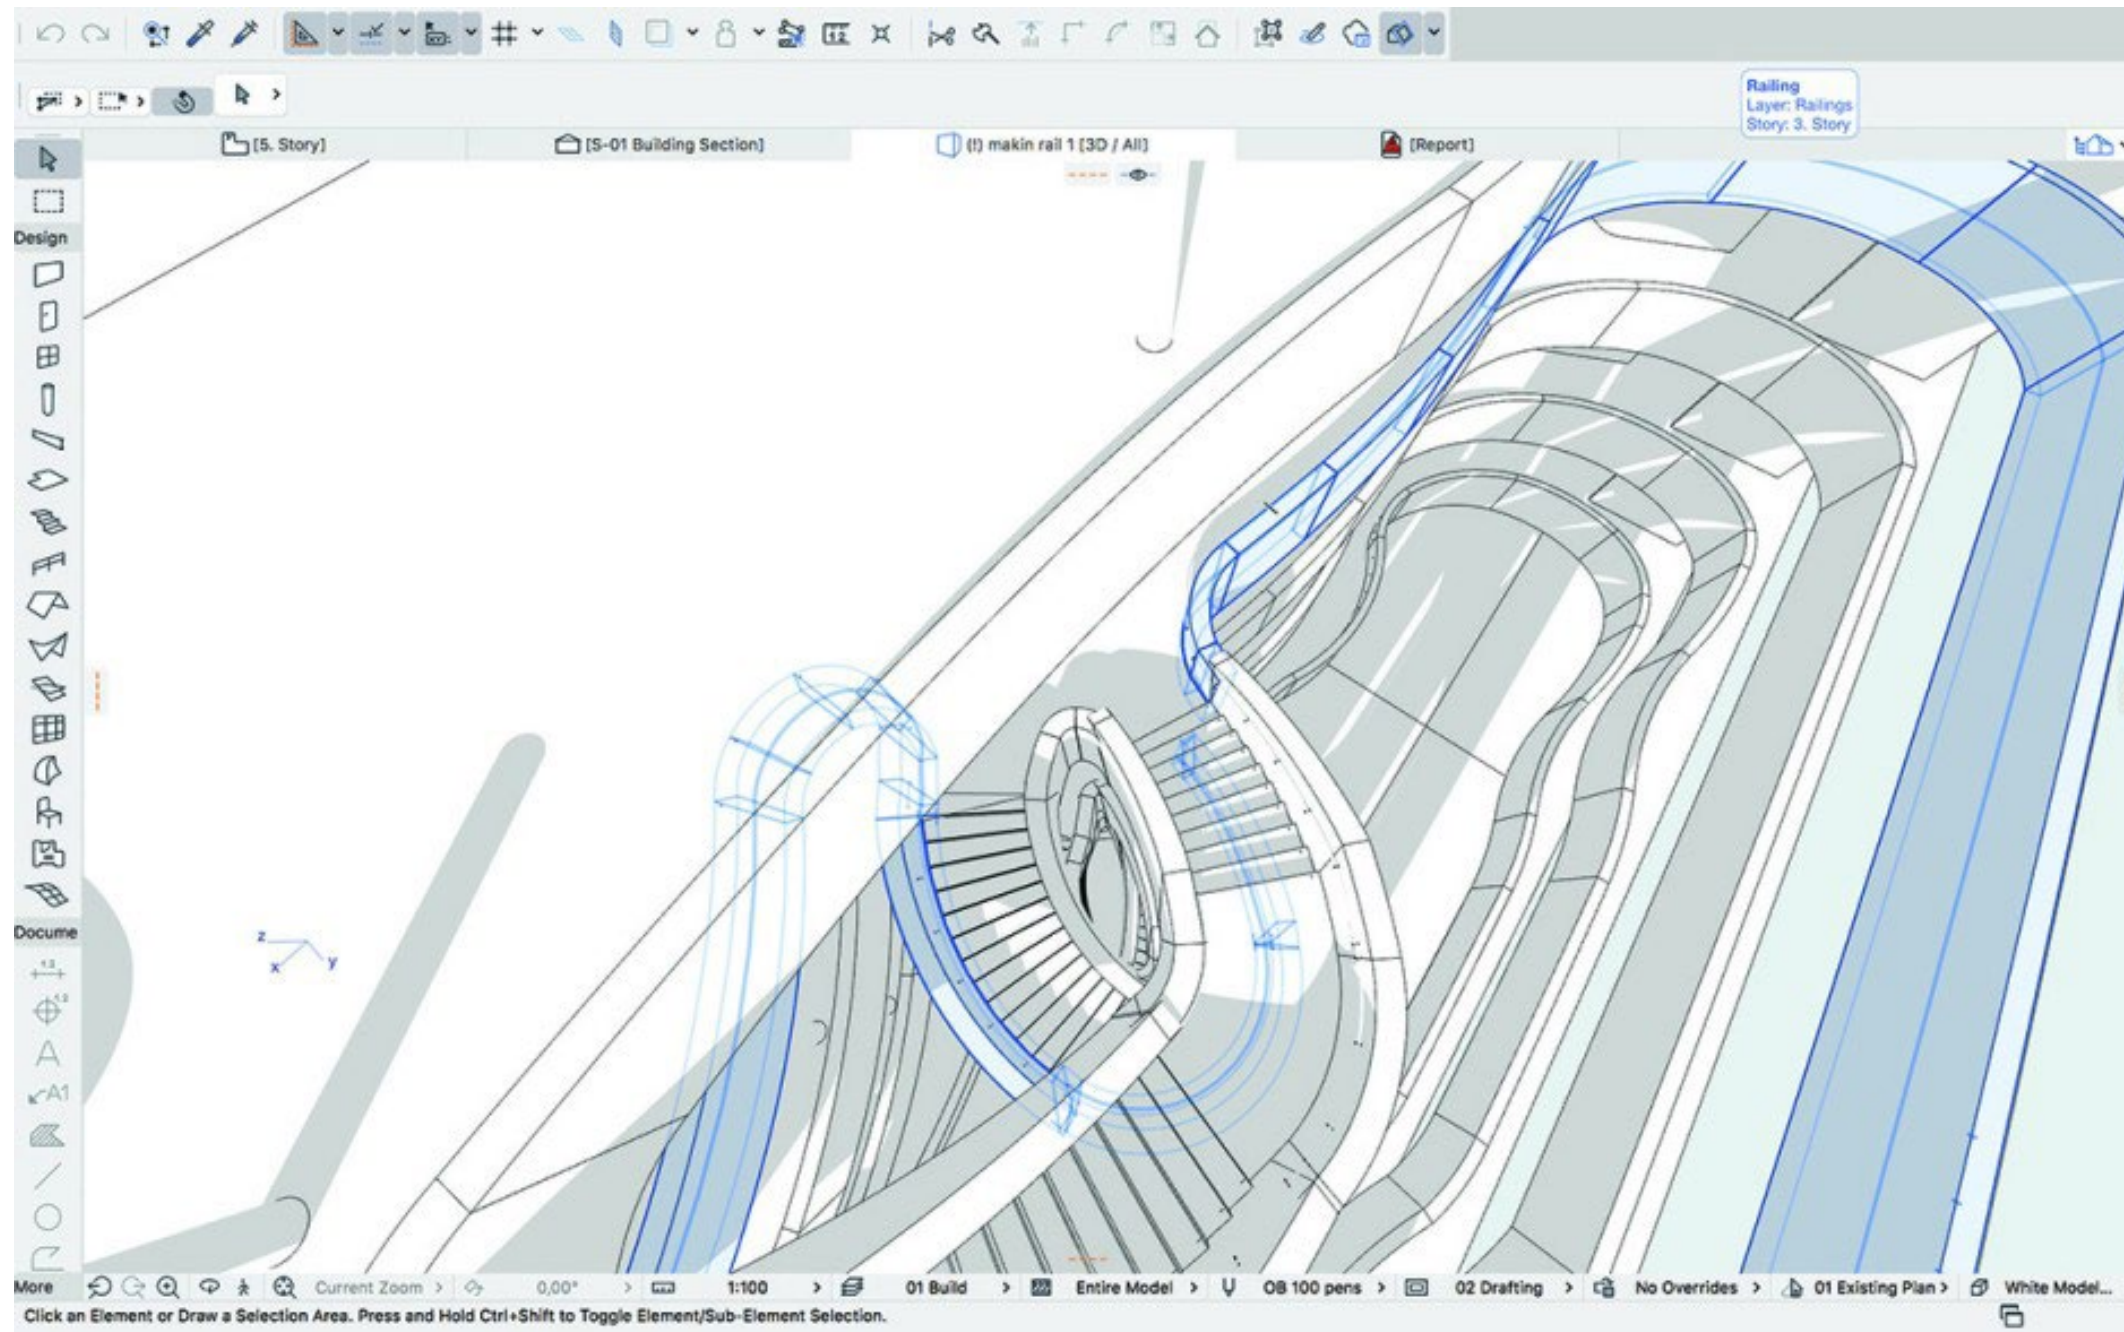 Railing
Layer: Railings
Story: 3. Story
[5. Story]
[S-01 Building Section]
(!) makin rail 1 [3D / All]
[Report]
Design
z
x
y
Docume
A
A1
More
Current Zoom
0,00°
1:100
01 Build
Entire Model
OB 100 pens
02 Drafting
No Overrides
01 Existing Plan
White Model...
Click an Element or Draw a Selection Area. Press and Hold Ctrl+Shift to Toggle Element/Sub-Element Selection.